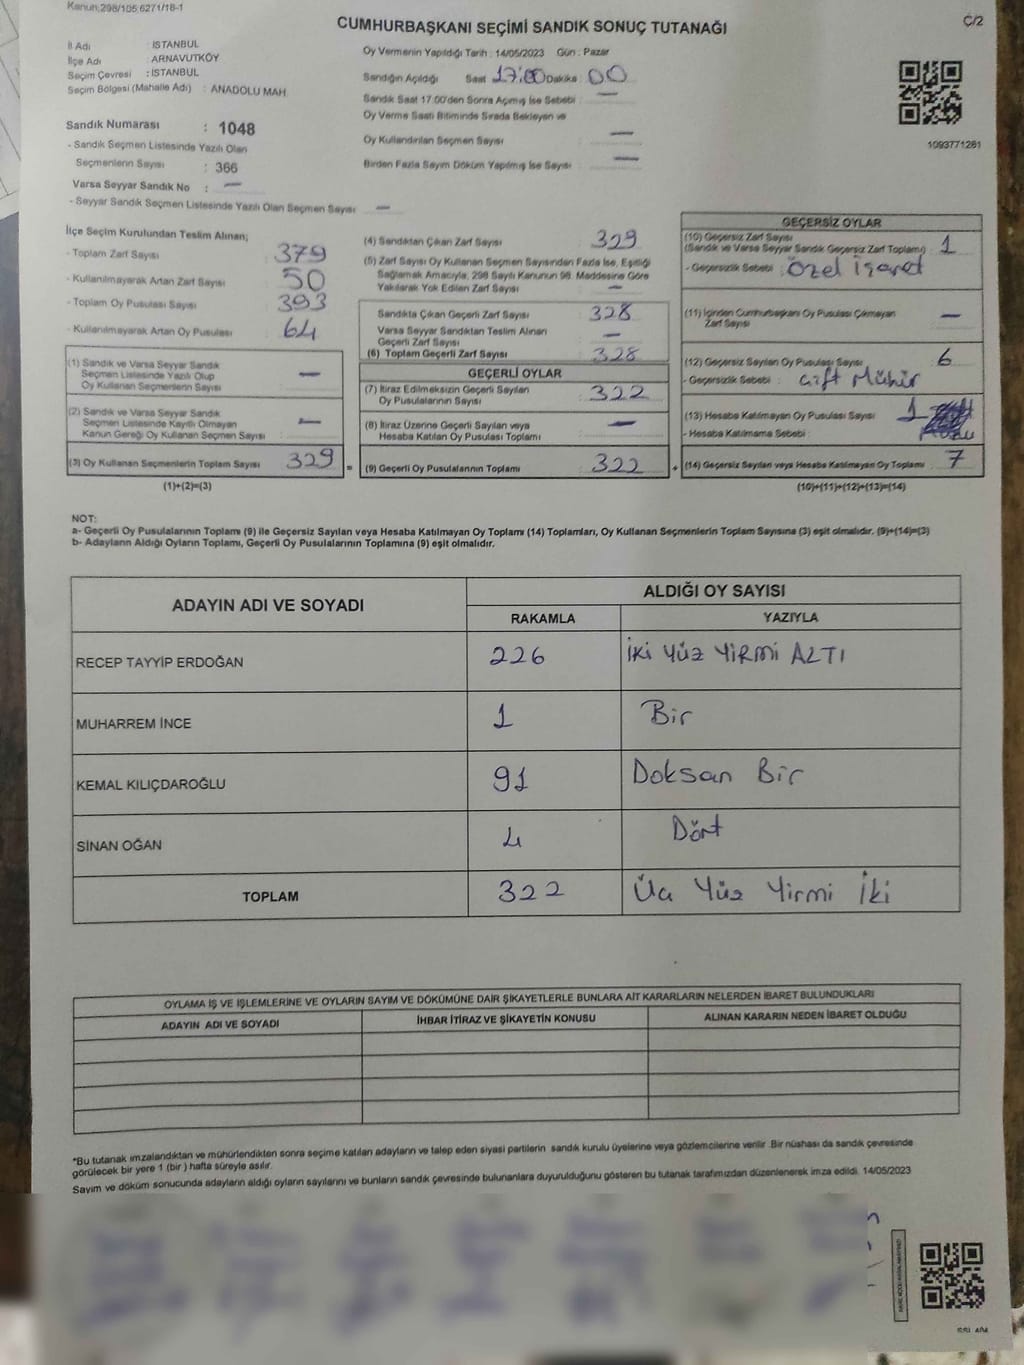 Kanun;298/105;6271/18-1
CUMHURBAŞKANI SEÇİMİ SANDIK SONUÇ TUTANAĞI
Ç/2
İl Adı : İSTANBUL
İlçe Adı : ARNAVUTKÖY
Seçim Çevresi : İSTANBUL
Seçim Bölgesi (Mahalle Adı) : ANADOLU MAH.
Sandık Numarası : 1048
- Sandık Seçmen Listesinde Yazılı Olan
Seçmenlerin Sayısı : 366
Varsa Seyyar Sandık No : —
- Seyyar Sandık Seçmen Listesinde Yazılı Olan Seçmen Sayısı —
Oy Vermenin Yapıldığı Tarih : 14/05/2023 Gün : Pazar
Sandığın Açıldığı Saat 17:00 Dakika : 00
Sandık Saat 17.00'den Sonra Açılmış İse Sebebi : —
Oy Verme Saati Bitiminde Sırada Bekleyen ve
Oy Kullandırılan Seçmen Sayısı : —
Birden Fazla Sayım Döküm Yapılmış İse Sayısı : —
1093771281
İlçe Seçim Kurulundan Teslim Alınan;
- Toplam Zarf Sayısı : 379
- Kullanılmayarak Artan Zarf Sayısı : 50
- Toplam Oy Pusulası Sayısı : 393
- Kullanılmayarak Artan Oy Pusulası : 64
(1) Sandık ve Varsa Seyyar Sandık
Seçmen Listesinde Yazılı Olup
Oy Kullanan Seçmenlerin Sayısı : —
(2) Sandık ve Varsa Seyyar Sandık
Seçmen Listesinde Kayıtlı Olmayan
Kanun Gereği Oy Kullanan Seçmen Sayısı : —
(3) Oy Kullanan Seçmenlerin Toplam Sayısı : 329 =
(1)+(2)=(3)
(4) Sandıktan Çıkan Zarf Sayısı : 329
(5) Zarf Sayısı Oy Kullanan Seçmen Sayısından Fazla İse, Eşitliği
Sağlamak Amacıyla, 298 Sayılı Kanunun 98. Maddesine Göre
Yakılarak Yok Edilen Zarf Sayısı : —
Sandıkta Çıkan Geçerli Zarf Sayısı : 328
Varsa Seyyar Sandıktan Teslim Alınan
Geçerli Zarf Sayısı : —
(6) Toplam Geçerli Zarf Sayısı : 328
GEÇERLİ OYLAR
(7) İtiraz Edilmeksizin Geçerli Sayılan
Oy Pusulalarının Sayısı : 322
(8) İtiraz Üzerine Geçerli Sayılan veya
Hesaba Katılan Oy Pusulası Toplamı : —
(9) Geçerli Oy Pusulalarının Toplamı : 322 +
GEÇERSİZ OYLAR
(10) Geçersiz Zarf Sayısı
(Sandık ve Varsa Seyyar Sandık Geçersiz Zarf Toplamı) : 1
- Geçersizlik Sebebi : Özel İşaret
(11) İçinden Cumhurbaşkanı Oy Pusulası Çıkmayan
Zarf Sayısı : —
(12) Geçersiz Sayılan Oy Pusulası Sayısı : 6
- Geçersizlik Sebebi : Çift Mühür
(13) Hesaba Katılmayan Oy Pusulası Sayısı : 1
- Hesaba Katılmama Sebebi :
(14) Geçersiz Sayılan veya Hesaba Katılmayan Oy Toplamı : 7
(10)+(11)+(12)+(13)=(14)
NOT:
a- Geçerli Oy Pusulalarının Toplamı (9) ile Geçersiz Sayılan veya Hesaba Katılmayan Oy Toplamı (14) Toplamları, Oy Kullanan Seçmenlerin Toplam Sayısına (3) eşit olmalıdır. (9)+(14)=(3)
b- Adayların Aldığı Oyların Toplamı, Geçerli Oy Pusulalarının Toplamına (9) eşit olmalıdır.
ADAYIN ADI VE SOYADI
ALDIĞI OY SAYISI
RAKAMLA YAZIYLA
RECEP TAYYİP ERDOĞAN 226 İki Yüz YİRMİ ALTI
MUHARREM İNCE 1 Bir
KEMAL KILIÇDAROĞLU 91 Doksan Bir
SİNAN OĞAN 4 Dört
TOPLAM 322 Üç Yüz Yirmi İki
OYLAMA İŞ VE İŞLEMLERİNE VE OYLARIN SAYIM VE DÖKÜMÜNE DAİR ŞİKAYETLERLE BUNLARA AİT KARARLARIN NELERDEN İBARET BULUNDUKLARI
ADAYIN ADI VE SOYADI İHBAR İTİRAZ VE ŞİKAYETİN KONUSU ALINAN KARARIN NEDEN İBARET OLDUĞU
*Bu tutanak imzalandıktan ve mühürlendikten sonra seçime katılan adayların ve talep eden siyasi partilerin sandık kurulu üyelerine veya gözlemcilerine verilir .Bir nüshası da sandık çevresinde
görülecek bir yere 1 (bir ) hafta süreyle asılır.
Sayım ve döküm sonucunda adayların aldığı oyların sayılarını ve bunların sandık çevresinde bulunanlara duyurulduğunu gösteren bu tutanak tarafımızdan düzenlenerek imza edildi. 14/05/2023